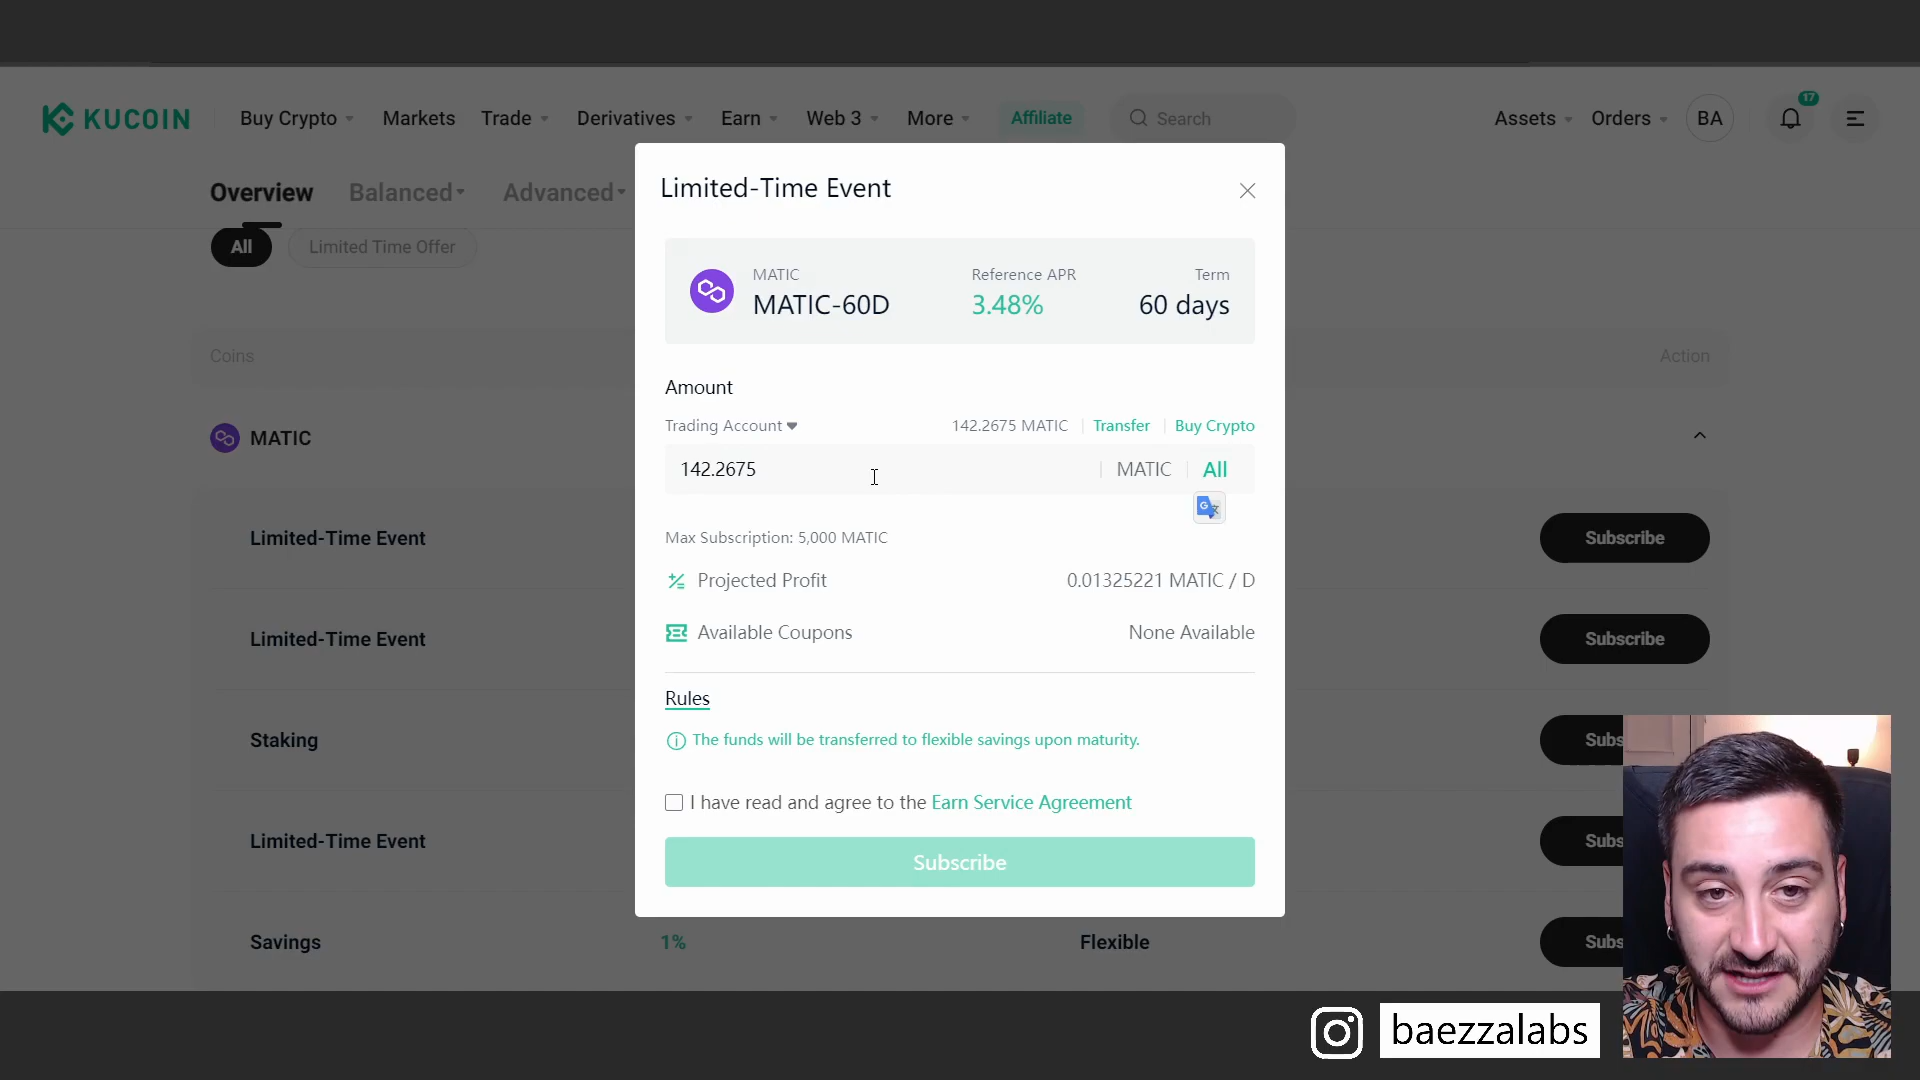 KUCOIN
Buy Crypto
Markets
Trade
Derivatives
Earn
Web 3
More
Affiliate
Search
Assets
Orders
BA
17
Overview
Balanced
Advanced
All
Limited Time Offer
Coins
Action
MATIC
Limited-Time Event
Subscribe
Limited-Time Event
Subscribe
Staking
Subs
Limited-Time Event
Subs
Savings
1%
Flexible
Subs
Limited-Time Event
MATIC
MATIC-60D
Reference APR
3.48%
Term
60 days
Amount
Trading Account
142.2675 MATIC
Transfer
Buy Crypto
142.2675
MATIC
All
Max Subscription: 5,000 MATIC
Projected Profit
0.01325221 MATIC / D
Available Coupons
None Available
Rules
The funds will be transferred to flexible savings upon maturity.
I have read and agree to the Earn Service Agreement
Subscribe
baezzalabs